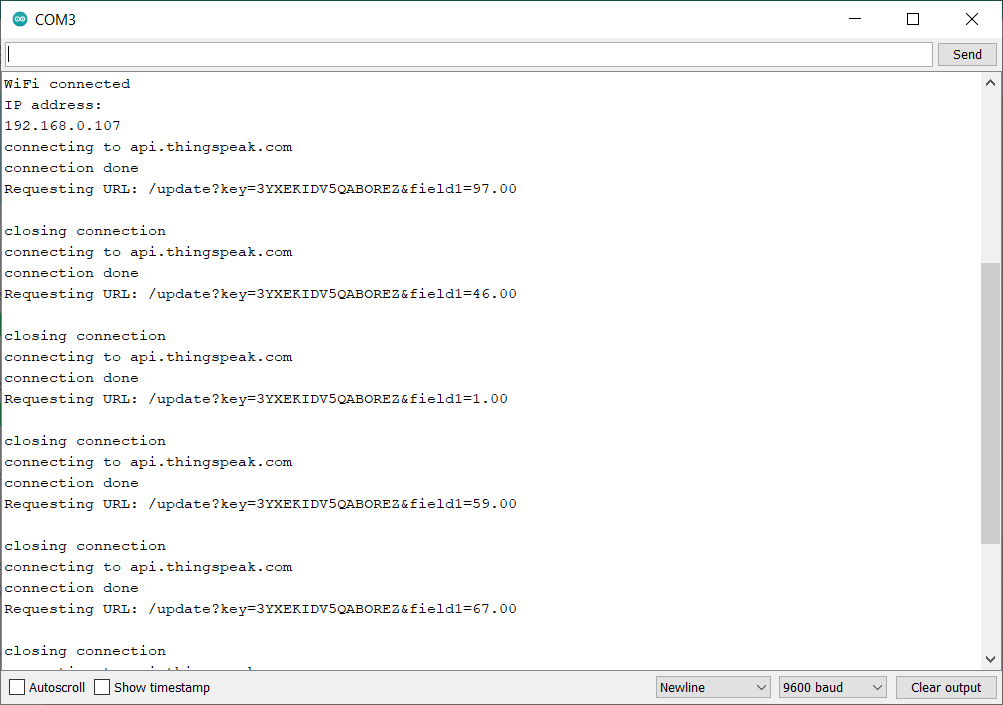 COM3
Send
WiFi connected
IP address:
192.168.0.107
connecting to api.thingspeak.com
connection done
Requesting URL: /update?key=3YXEKIDV5QABOREZ&field1=97.00
closing connection
connecting to api.thingspeak.com
connection done
Requesting URL: /update?key=3YXEKIDV5QABOREZ&field1=46.00
closing connection
connecting to api.thingspeak.com
connection done
Requesting URL: /update?key=3YXEKIDV5QABOREZ&field1=1.00
closing connection
connecting to api.thingspeak.com
connection done
Requesting URL: /update?key=3YXEKIDV5QABOREZ&field1=59.00
closing connection
connecting to api.thingspeak.com
connection done
Requesting URL: /update?key=3YXEKIDV5QABOREZ&field1=67.00
closing connection
Autoscroll Show timestamp Newline 9600 baud Clear output